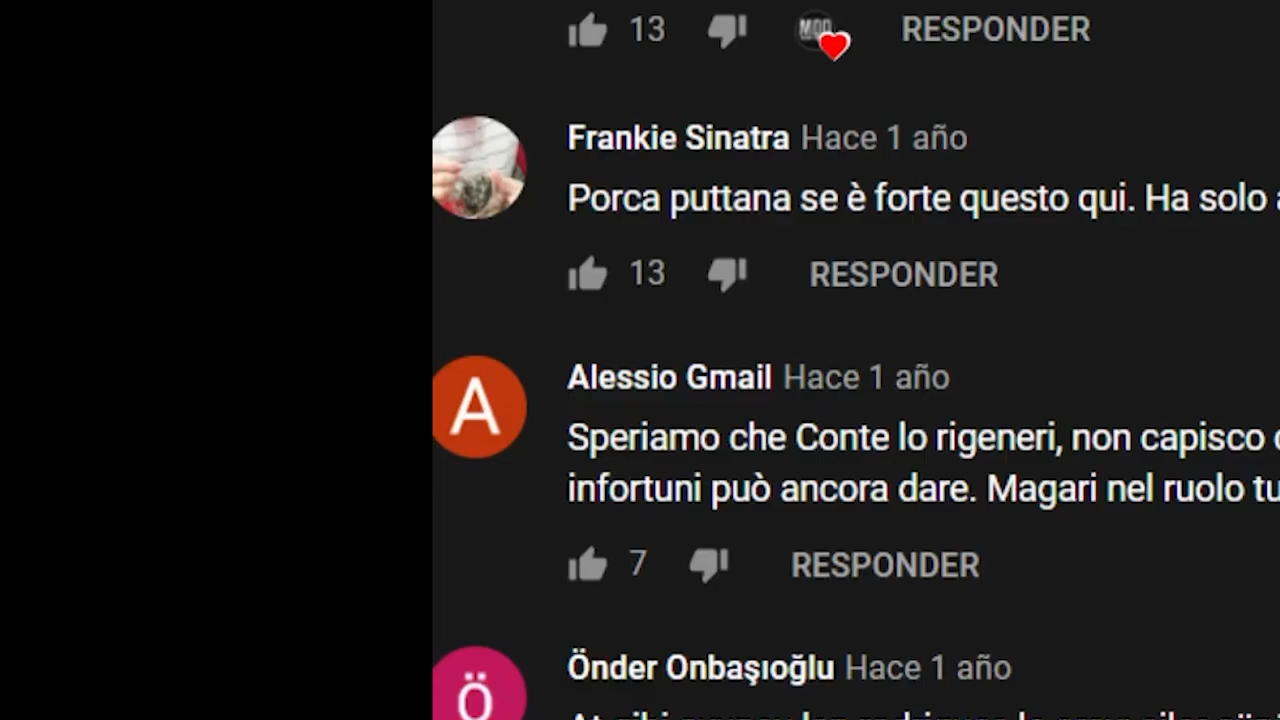 13 MOD RESPONDER
Frankie Sinatra Hace 1 año
Porca puttana se è forte questo qui. Ha solo
13 RESPONDER
A
Alessio Gmail Hace 1 año
Speriamo che Conte lo rigeneri, non capisco
infortuni può ancora dare. Magari nel ruolo tu
7 RESPONDER
Ö
Önder Onbaşıoğlu Hace 1 año